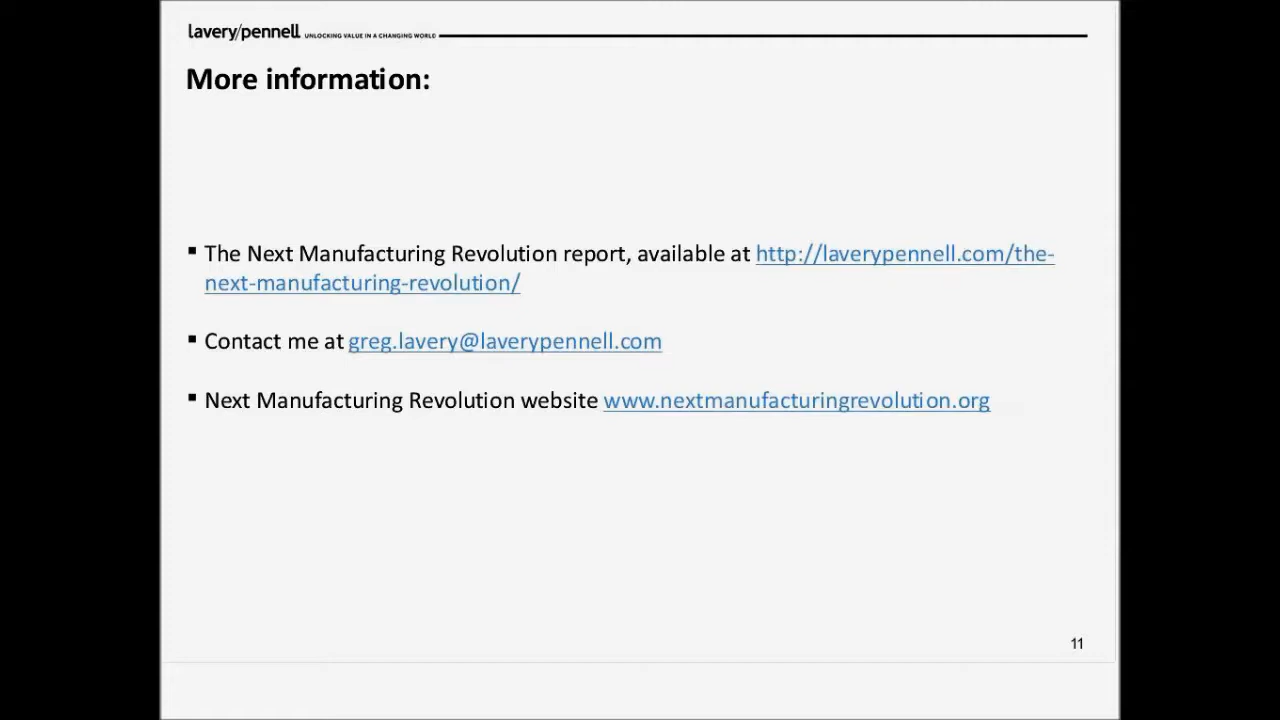 lavery/pennell UNLOCKING VALUE IN A CHANGING WORLD
More information:
▪ The Next Manufacturing Revolution report, available at http://laverypennell.com/the-
next-manufacturing-revolution/
▪ Contact me at greg.lavery@laverypennell.com
▪ Next Manufacturing Revolution website www.nextmanufacturingrevolution.org
11